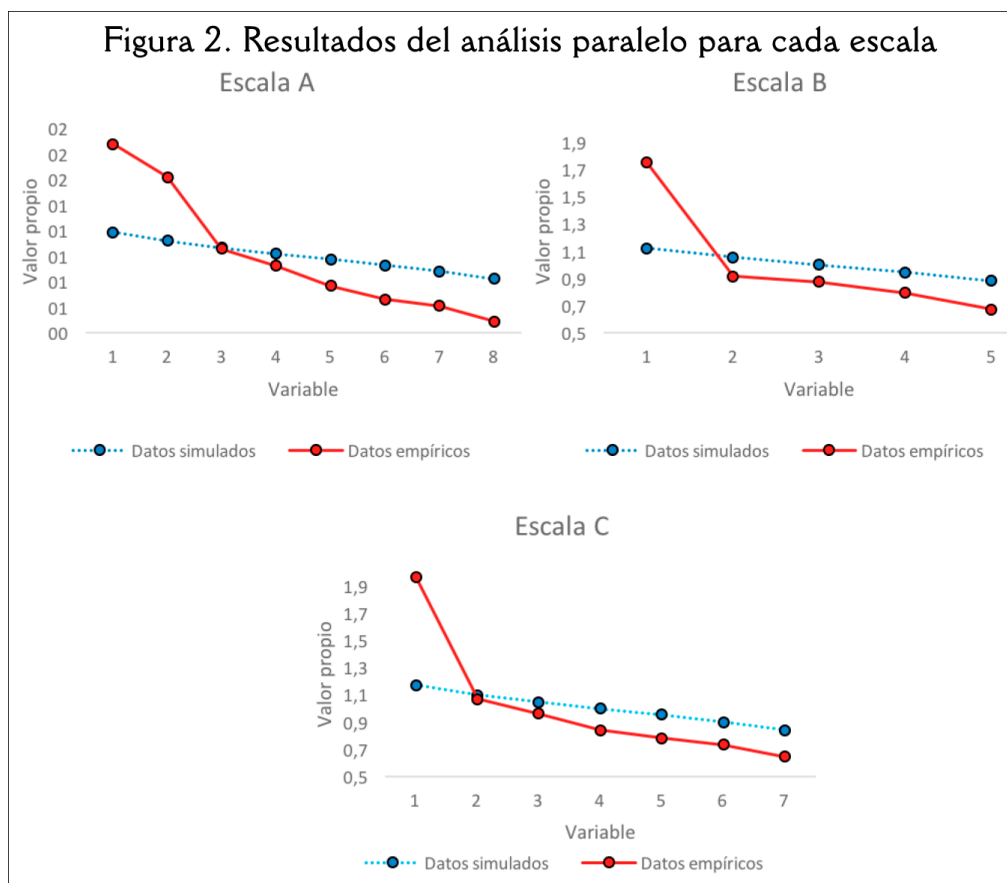 Figura 2. Resultados del análisis paralelo para cada escala
Escala A
Valor propio
02
02
02
01
01
01
01
01
00
1 2 3 4 5 6 7 8
Variable
Datos simulados Datos empíricos
Escala B
Valor propio
1,9
1,7
1,5
1,3
1,1
0,9
0,7
0,5
1 2 3 4 5
Variable
Datos simulados Datos empíricos
Escala C
Valor propio
1,9
1,7
1,5
1,3
1,1
0,9
0,7
0,5
1 2 3 4 5 6 7
Variable
Datos simulados Datos empíricos